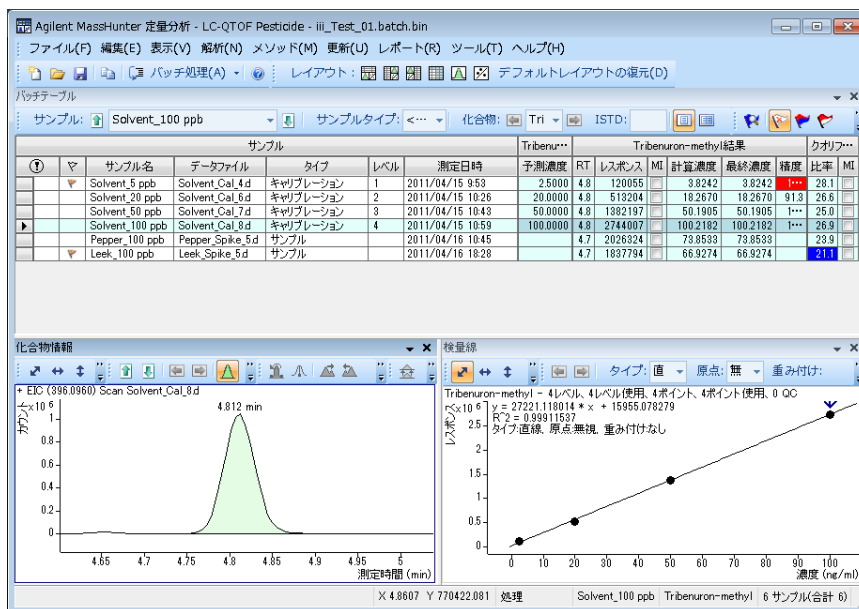 Agilent MassHunter 定量分析 - LC-QTOF Pesticide - iii_Test_01.batch.bin
ファイル(F) 編集(E) 表示(V) 解析(N) メソッド(M) 更新(U) レポート(R) ツール(T) ヘルプ(H)
バッチ処理(A) レイアウト: デフォルトレイアウトの復元(D)
バッチテーブル
サンプル: Solvent_100 ppb サンプルタイプ: <… 化合物: Tri ISTD:
サンプル Tribenu… Tribenuron-methyl結果 クオリフ…
サンプル名 データファイル タイプ レベル 測定日時 予測濃度 RT レスポンス MI 計算濃度 最終濃度 精度 比率 MI
Solvent_5 ppb Solvent_Cal_4.d キャリブレーション 1 2011/04/15 9:53 2.5000 4.8 120055 3.8242 3.8242 1… 28.1
Solvent_20 ppb Solvent_Cal_6.d キャリブレーション 2 2011/04/15 10:26 20.0000 4.8 513204 18.2670 18.2670 91.3 26.6
Solvent_50 ppb Solvent_Cal_7.d キャリブレーション 3 2011/04/15 10:43 50.0000 4.8 1382197 50.1905 50.1905 1… 25.0
Solvent_100 ppb Solvent_Cal_8.d キャリブレーション 4 2011/04/15 10:59 100.0000 4.8 2744007 100.2182 100.2182 1… 26.9
Pepper_100 ppb Pepper_Spike_5.d サンプル 2011/04/16 10:45 4.7 2026324 73.8533 73.8533 23.9
Leek_100 ppb Leek_Spike_5.d サンプル 2011/04/16 18:28 4.7 1837794 66.9274 66.9274 21.1
化合物情報
+ EIC (396.0960) Scan Solvent_Cal_8.d
カウント x10 6
4.812 min
1
0.8
0.6
0.4
0.2
0
4.65 4.7 4.75 4.8 4.85 4.9 4.95 5
測定時間 (min)
検量線
タイプ: 直 原点: 無 重み付け:
Tribenuron-methyl - 4レベル、4レベル使用、4ポイント、4ポイント使用、0 QC
レスポンス x10 6
y = 27221.118014 * x + 15955.078279
R^2 = 0.99911537
タイプ:直線、原点:無視、重み付け:なし
2.5
2
1.5
1
0.5
0
0 10 20 30 40 50 60 70 80 90 100
濃度 (ng/ml)
X 4.8607 Y 770422.081 処理 Solvent_100 ppb Tribenuron-methyl 6 サンプル(合計 6)